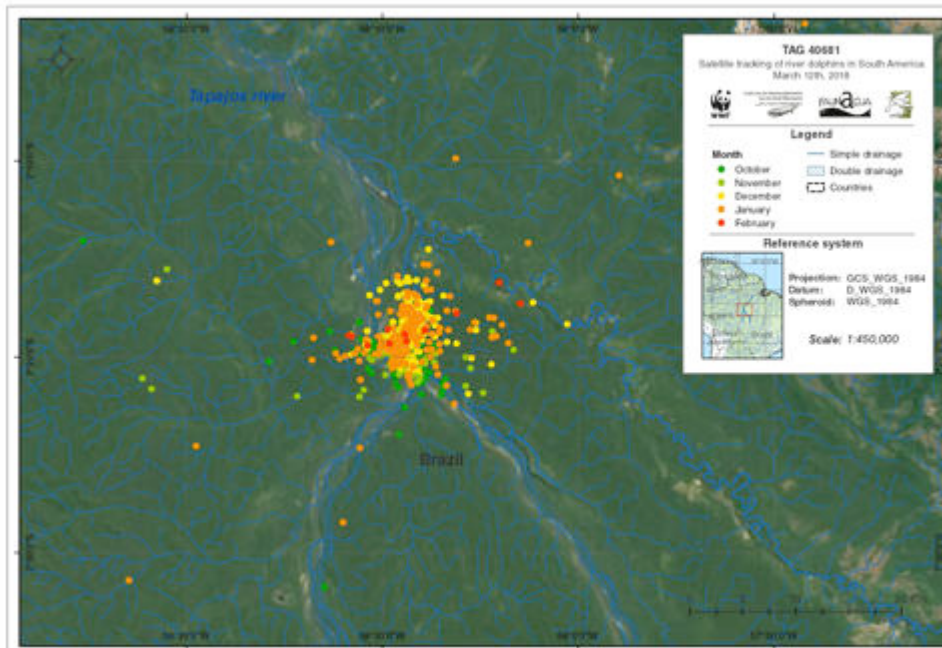 Tapajos river
Brazil
TAG 40681
Satellite tracking of river dolphins in South America
March 12th, 2018
WWF
Legend
Month
October
November
December
January
February
Simple drainage
Double drainage
Countries
Reference system
Projection: GCS_WGS_1984
Datum: D_WGS_1984
Spheroid: WGS_1984
Scale: 1:450,000